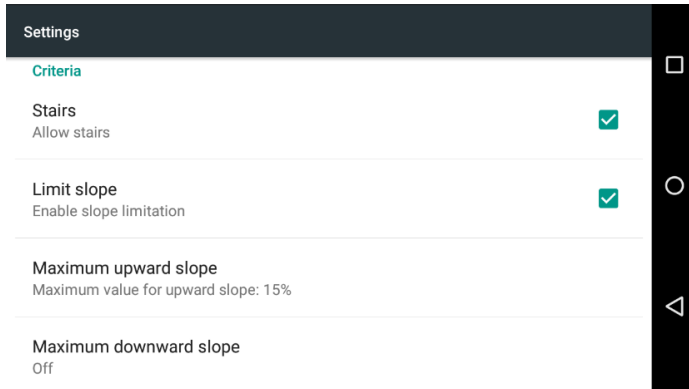 Settings
Criteria
Stairs
Allow stairs
Limit slope
Enable slope limitation
Maximum upward slope
Maximum value for upward slope: 15%
Maximum downward slope
Off